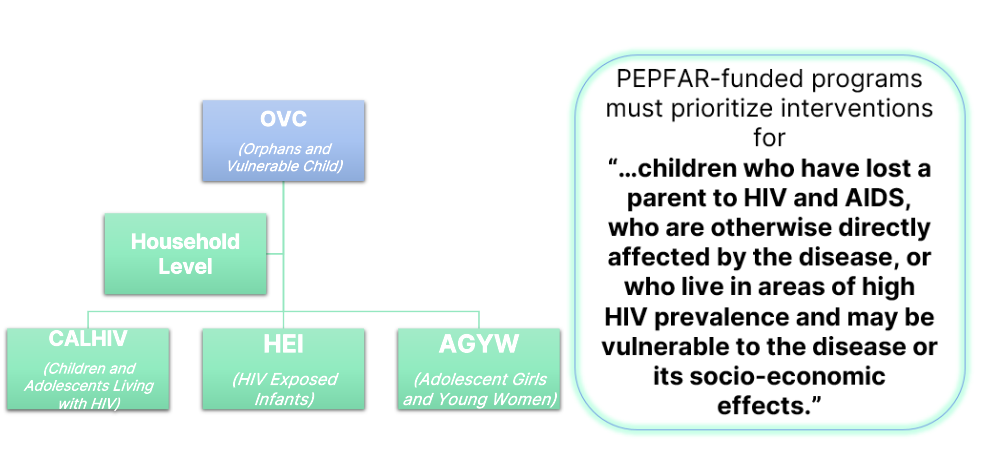 OVC
(Orphans and
Vulnerable Child)
Household
Level
CALHIV
(Children and
Adolescents Living
with HIV)
HEI
(HIV Exposed
Infants)
AGYW
(Adolescent Girls
and Young Women)
PEPFAR-funded programs
must prioritize interventions
for
“…children who have lost a
parent to HIV and AIDS,
who are otherwise directly
affected by the disease, or
who live in areas of high
HIV prevalence and may be
vulnerable to the disease or
its socio-economic
effects.”